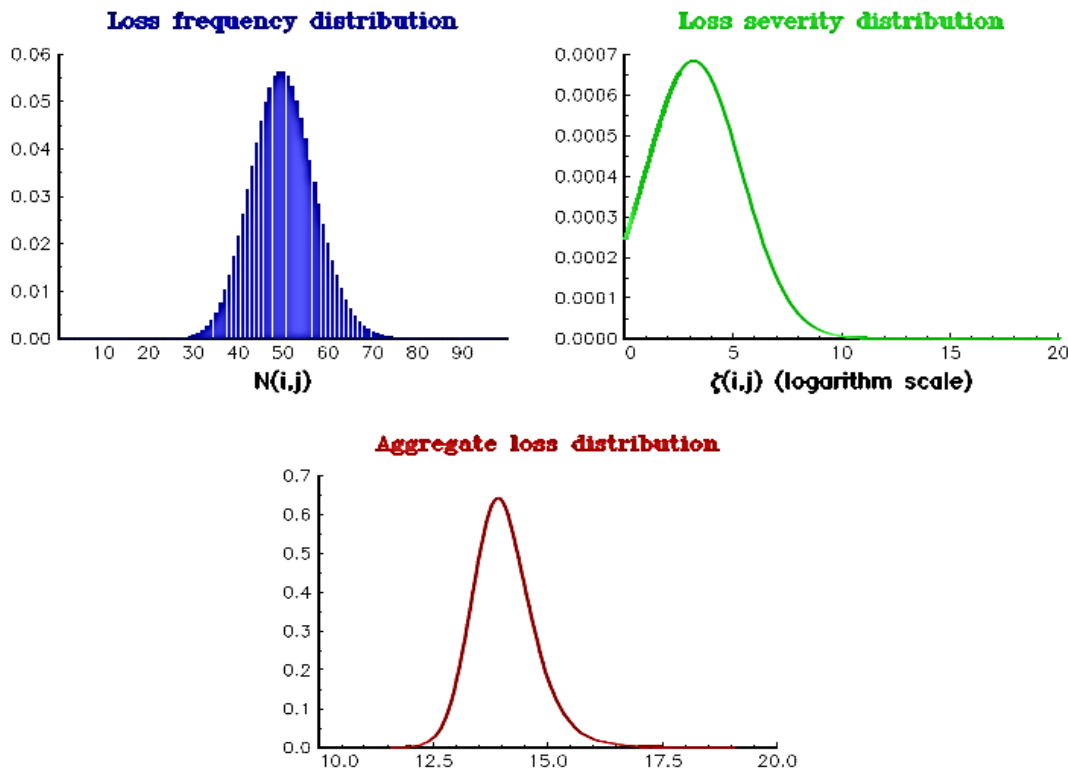 Loss frequency distribution
0.06
0.05
0.04
0.03
0.02
0.01
0.00
10 20 30 40 50 60 70 80 90
N(i,j)
Loss severity distribution
0.0007
0.0006
0.0005
0.0004
0.0003
0.0002
0.0001
0.0000
0 5 10 15 20
ζ(i,j) (logarithm scale)
Aggregate loss distribution
0.7
0.6
0.5
0.4
0.3
0.2
0.1
0.0
10.0 12.5 15.0 17.5 20.0